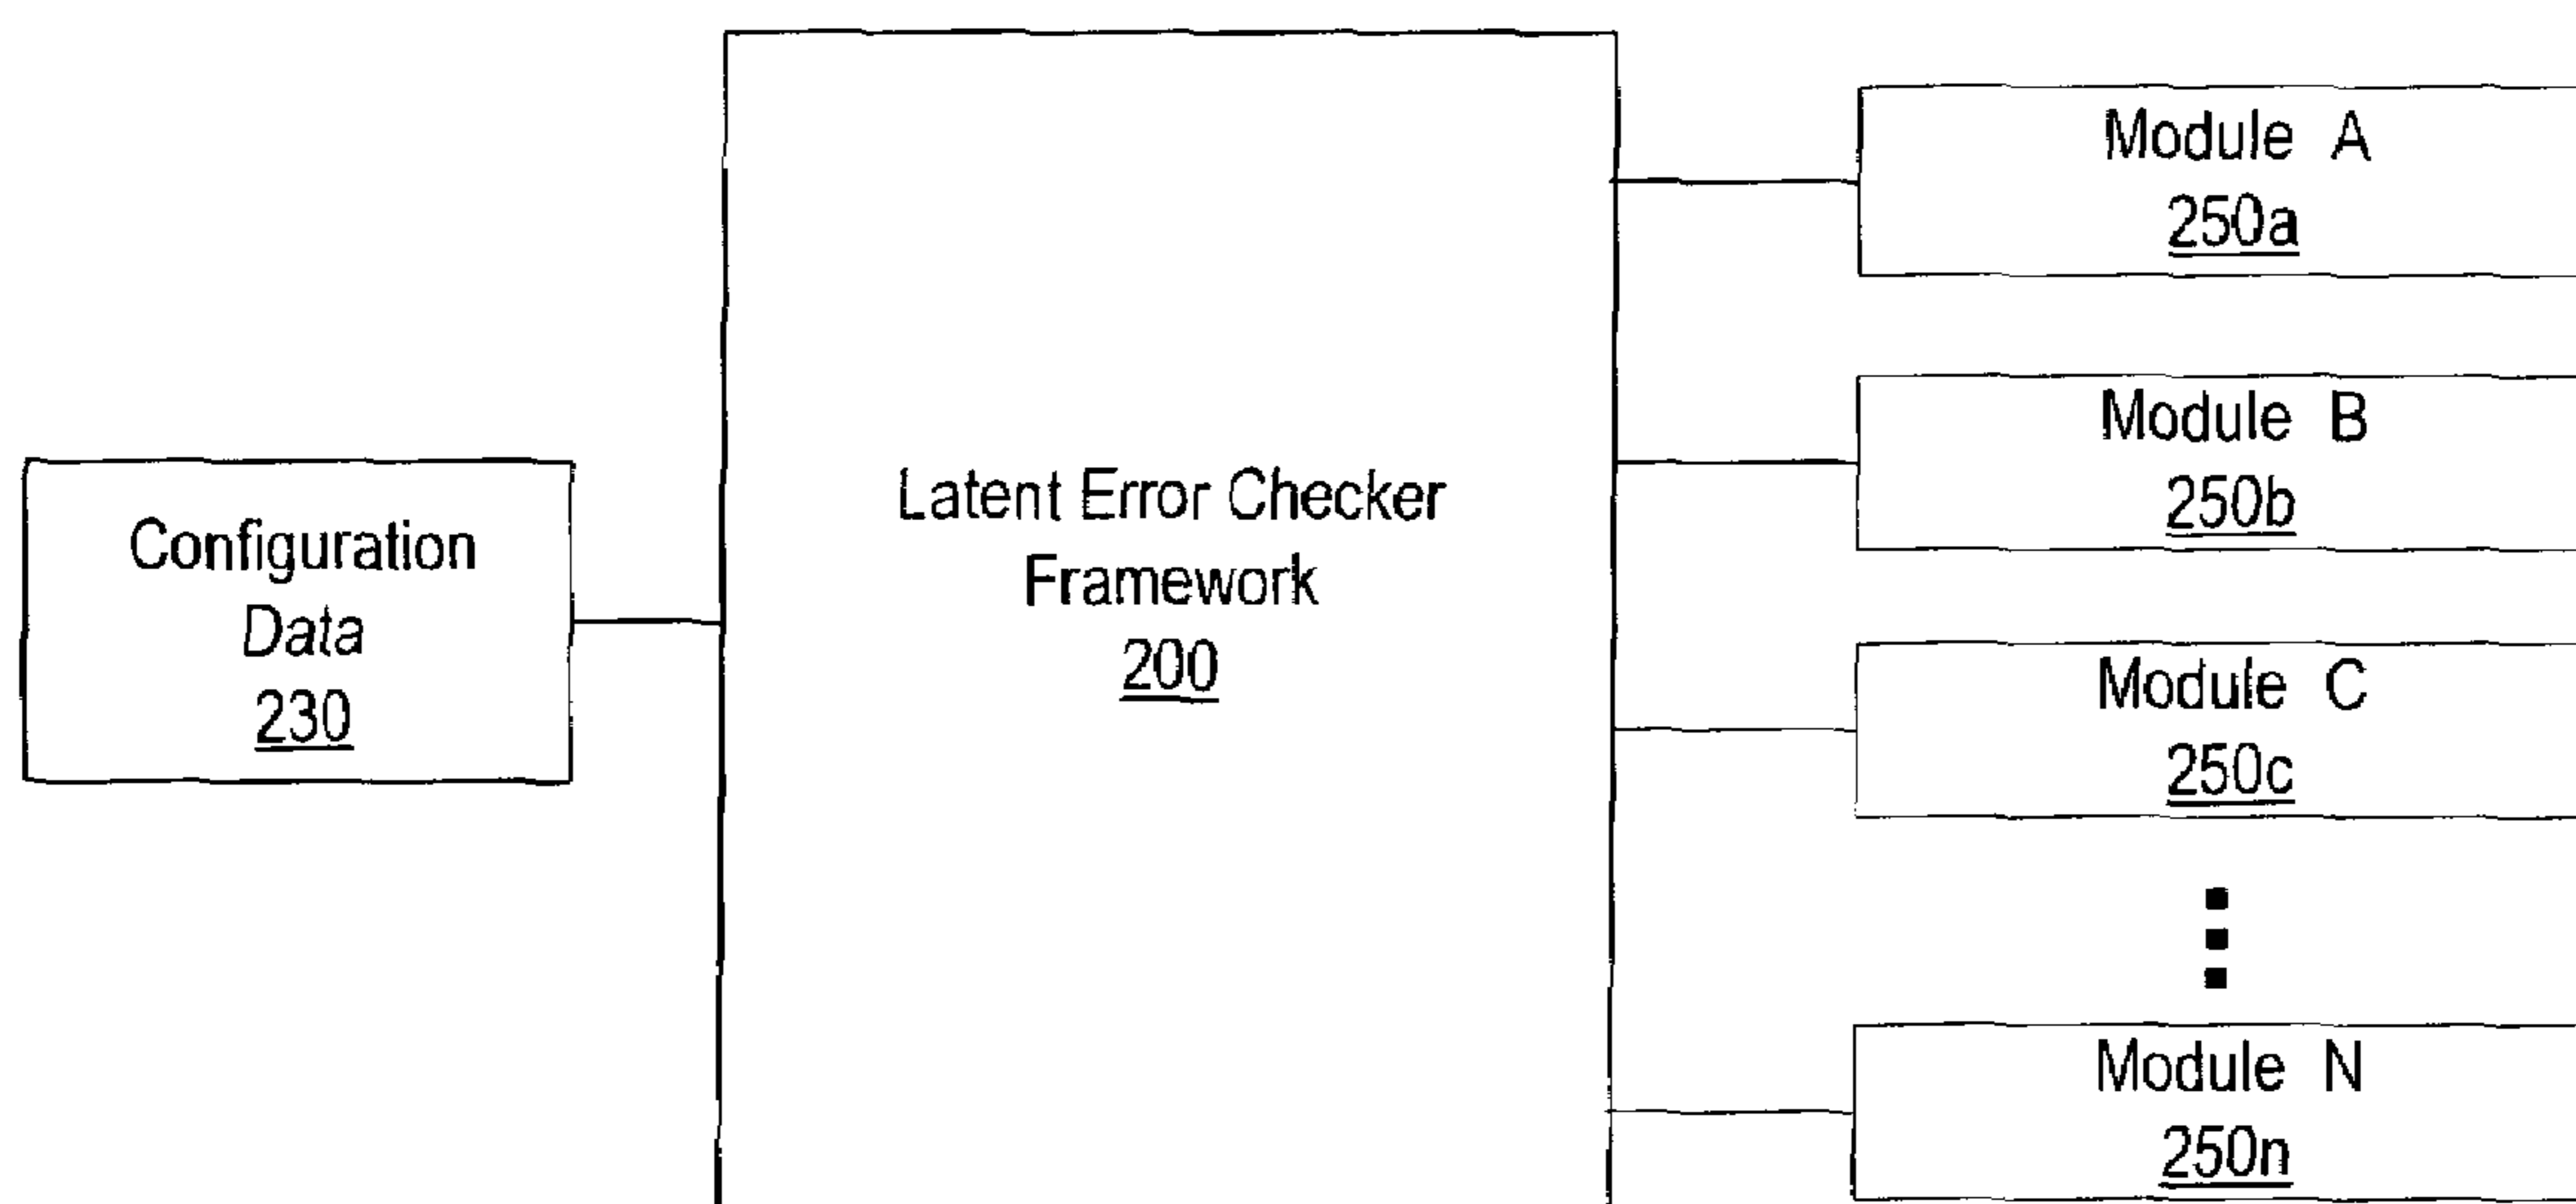 Configuration
Data
230
Latent Error Checker
Framework
200
Module A
250a
Module B
250b
Module C
250c
Module N
250n